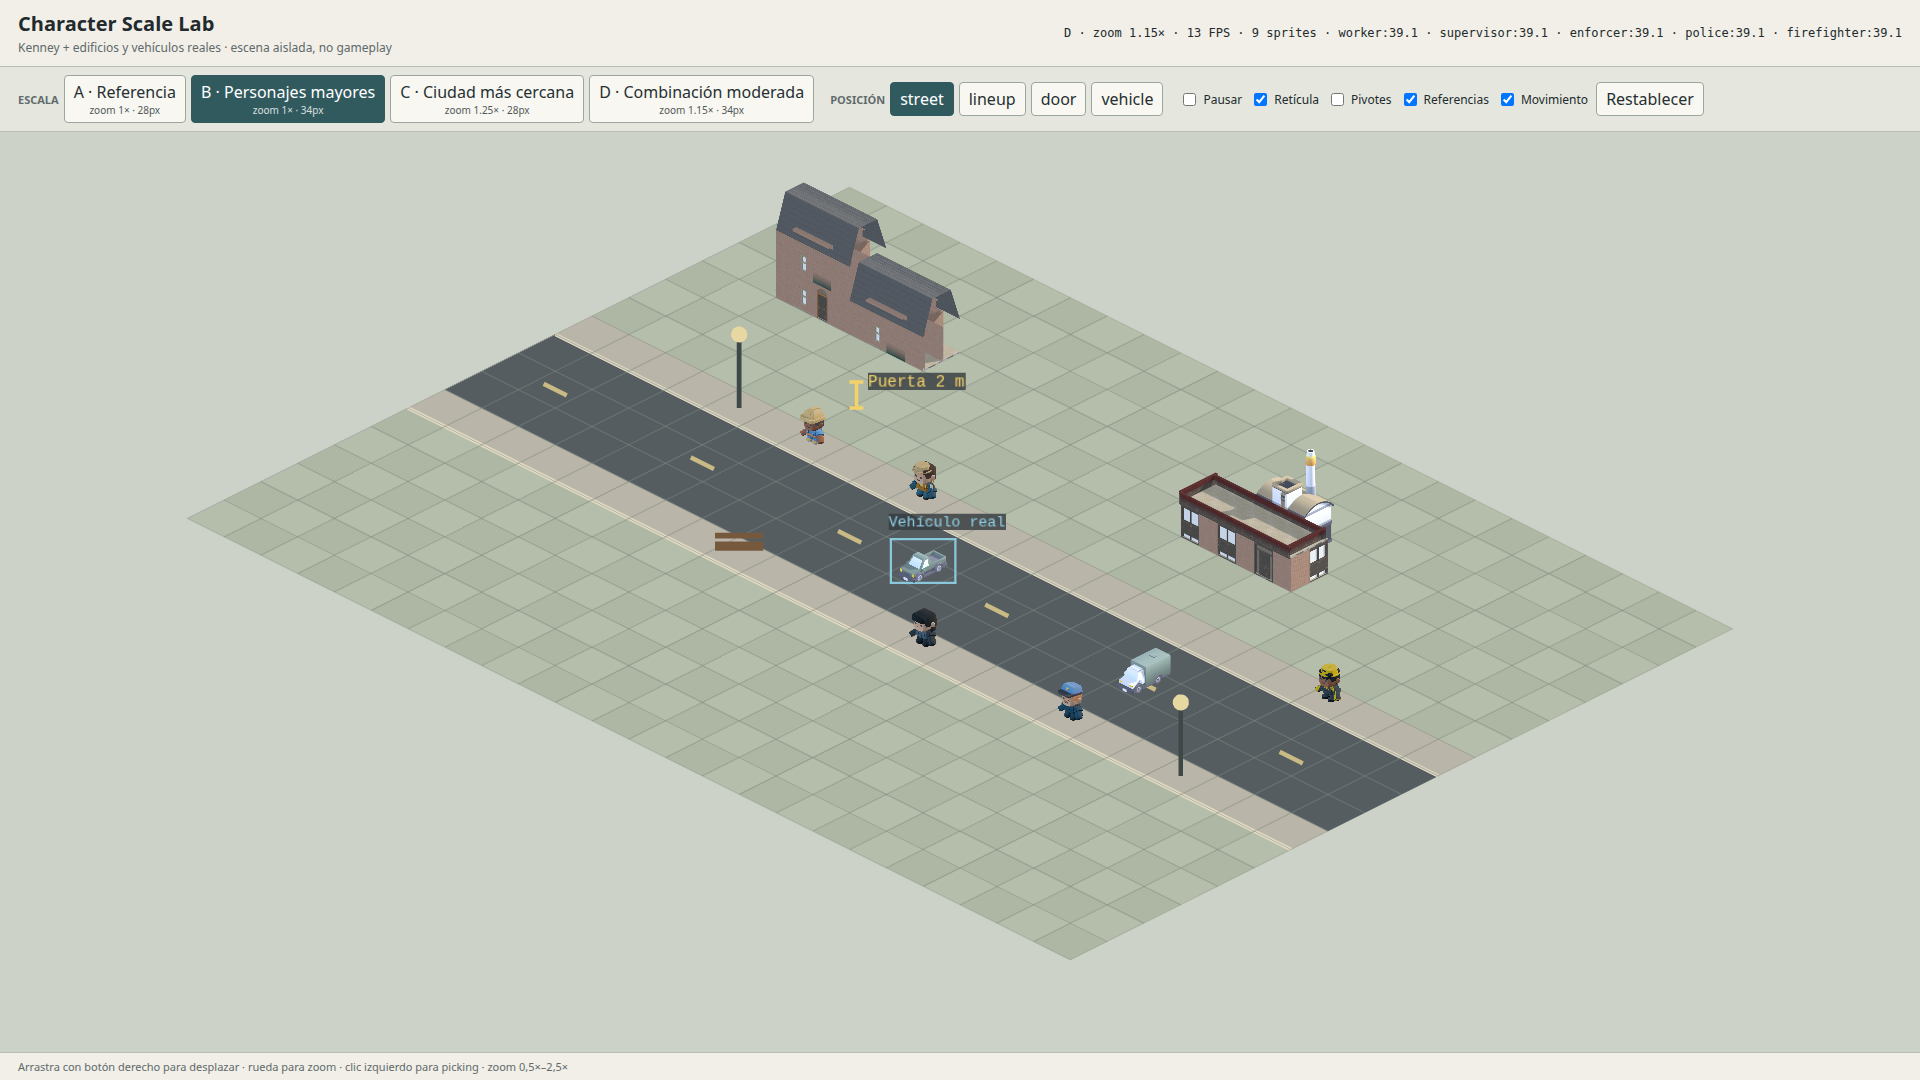 Character Scale Lab
Kenney + edificios y vehículos reales · escena aislada, no gameplay
D · zoom 1.15× · 13 FPS · 9 sprites · worker:39.1 · supervisor:39.1 · enforcer:39.1 · police:39.1 · firefighter:39.1
ESCALA
A · Referencia
zoom 1× · 28px
B · Personajes mayores
zoom 1× · 34px
C · Ciudad más cercana
zoom 1.25× · 28px
D · Combinación moderada
zoom 1.15× · 34px
POSICIÓN
street
lineup
door
vehicle
Pausar
Retícula
Pivotes
Referencias
Movimiento
Restablecer
Puerta 2 m
Vehículo real
Arrastra con botón derecho para desplazar · rueda para zoom · clic izquierdo para picking · zoom 0,5×–2,5×